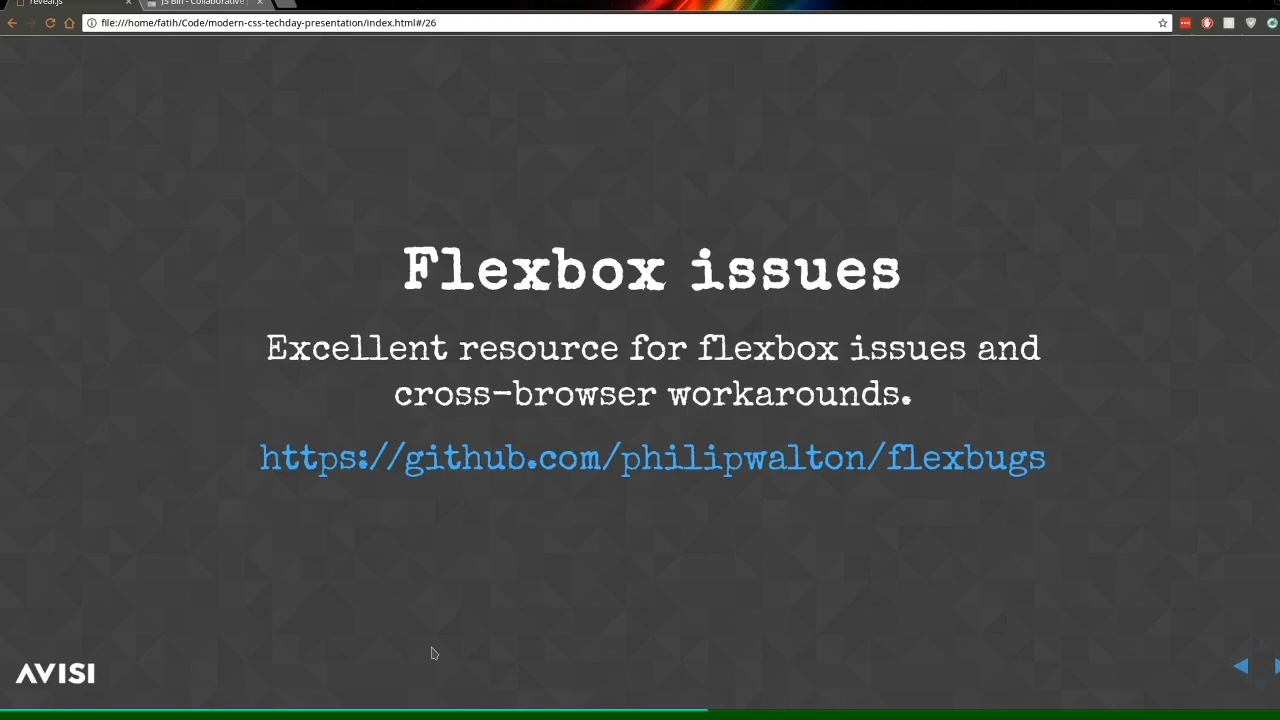 reveal.js
JS Bin - Collaborative
file:///home/fatih/Code/modern-css-techday-presentation/index.html#/26
Flexbox issues
Excellent resource for flexbox issues and
cross-browser workarounds.
https://github.com/philipwalton/flexbugs
AVISI